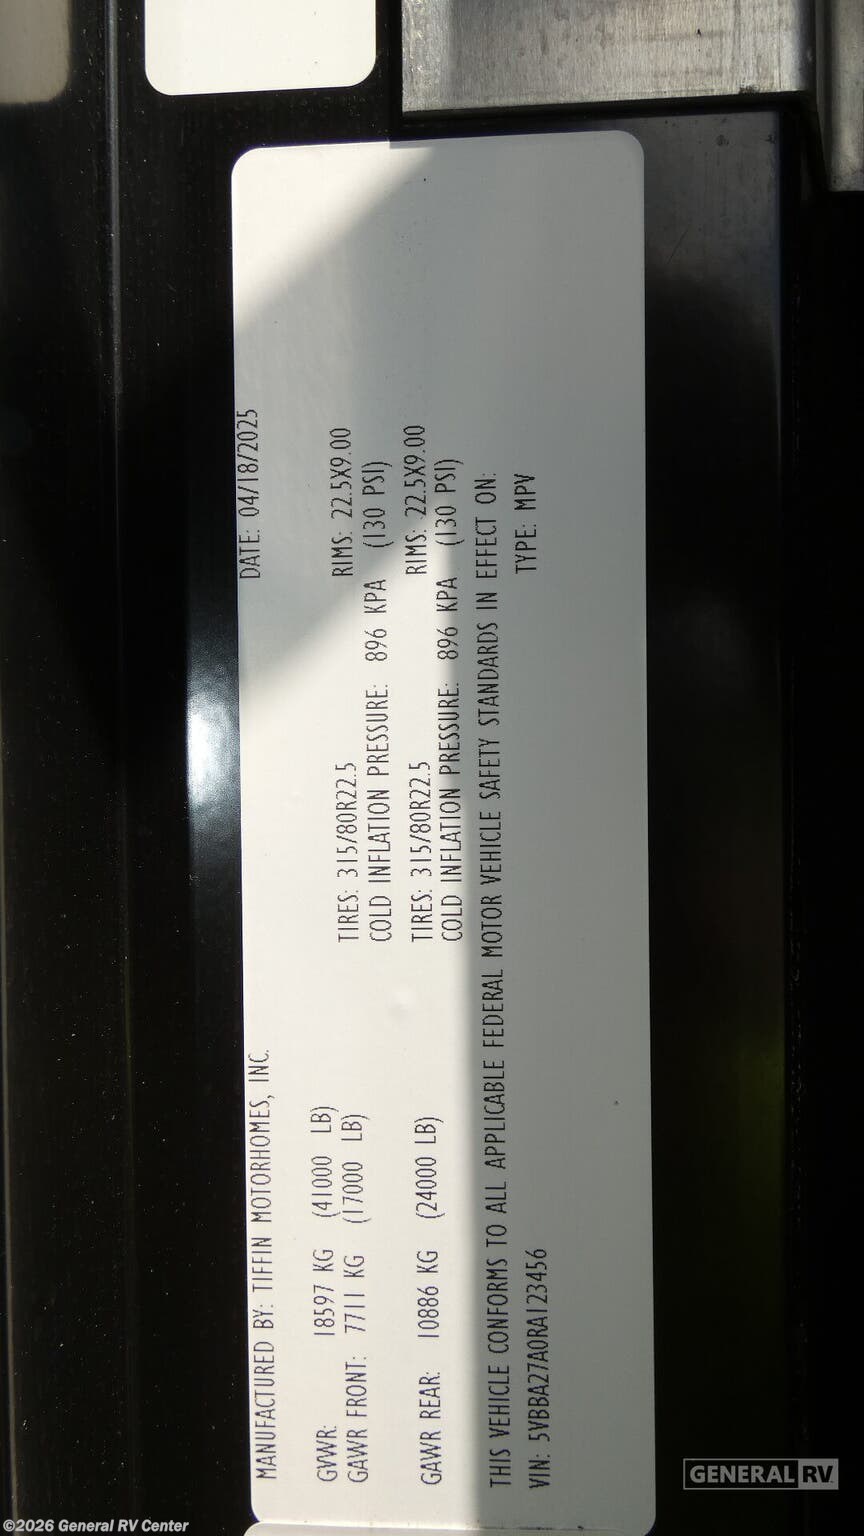 MANUFACTURED BY: TIFFIN MOTORHOMES, INC. DATE: 04/18/2025
GVWR: 18597 KG (41000 LB)
GAWR FRONT: 7711 KG (17000 LB) TIRES: 315/80R22.5 RIMS: 22.5X9.00
COLD INFLATION PRESSURE: 896 KPA (130 PSI)
GAWR REAR: 10886 KG (24000 LB) TIRES: 315/80R22.5 RIMS: 22.5X9.00
COLD INFLATION PRESSURE: 896 KPA (130 PSI)
THIS VEHICLE CONFORMS TO ALL APPLICABLE FEDERAL MOTOR VEHICLE SAFETY STANDARDS IN EFFECT ON:
VIN: 5VBBA27A0RA123456 TYPE: MPV
GENERAL RV
©2026 General RV Center